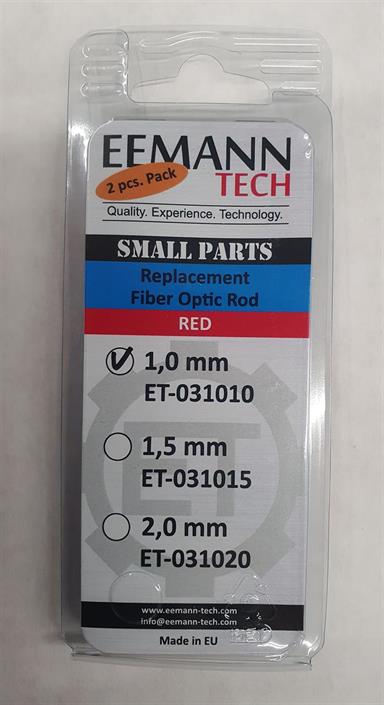 EEMANN
TECH
2 pcs. Pack
Quality. Experience. Technology.
SMALL PARTS
Replacement
Fiber Optic Rod
RED
1,0 mm
ET-031010
1,5 mm
ET-031015
2,0 mm
ET-031020
ET
www.eemann-tech.com
info@eemann-tech.com
Made in EU